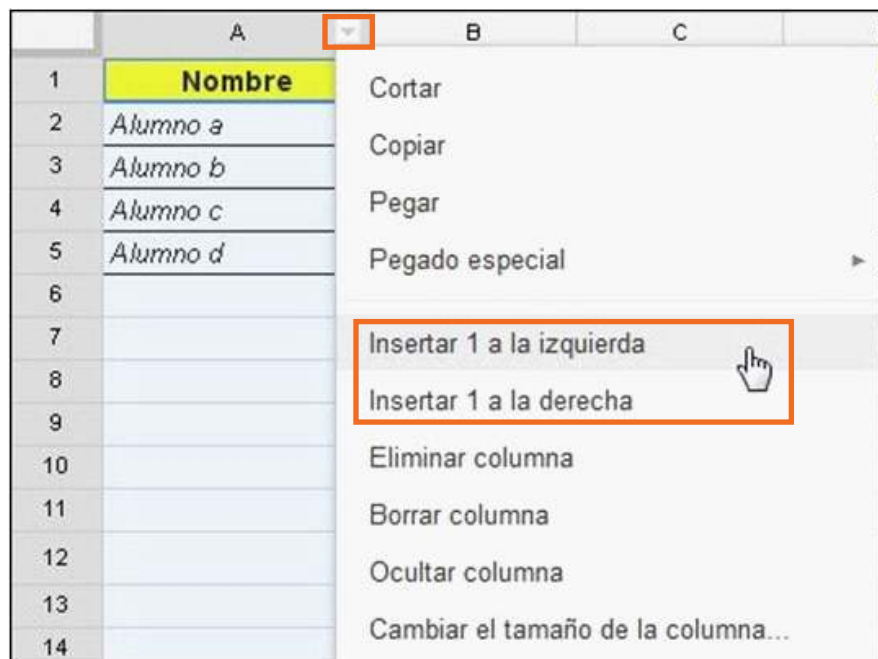 A B C
1 Nombre
2 Alumno a
3 Alumno b
4 Alumno c
5 Alumno d
6
7
8
9
10
11
12
13
14
Cortar
Copiar
Pegar
Pegado especial
Insertar 1 a la izquierda
Insertar 1 a la derecha
Eliminar columna
Borrar columna
Ocultar columna
Cambiar el tamaño de la columna...